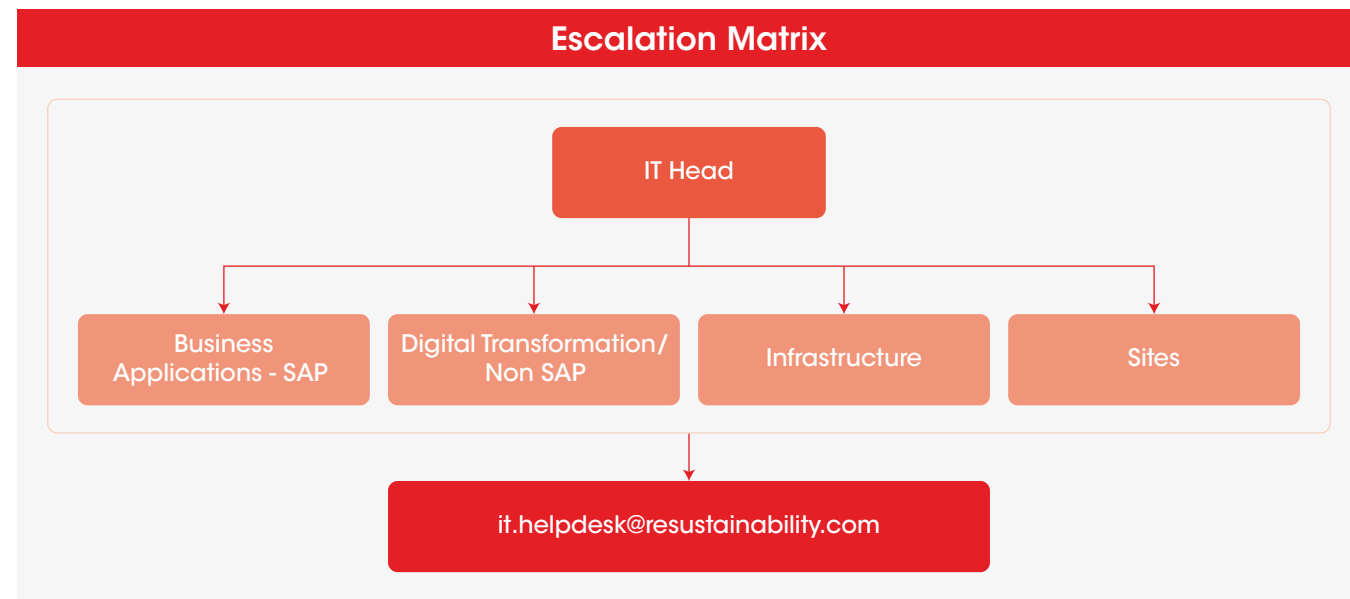 Escalation Matrix
IT Head
Business
Applications - SAP
Digital Transformation/
Non SAP
Infrastructure
Sites
it.helpdesk@resustainability.com